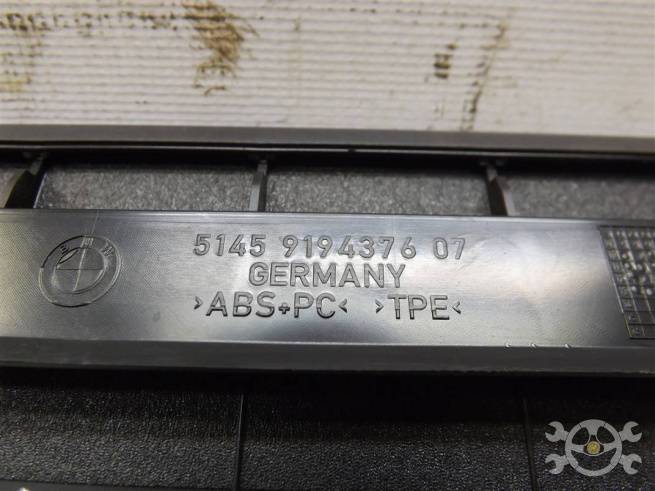 5145 9194376 07
GERMANY
>ABS+PC< >TPE<